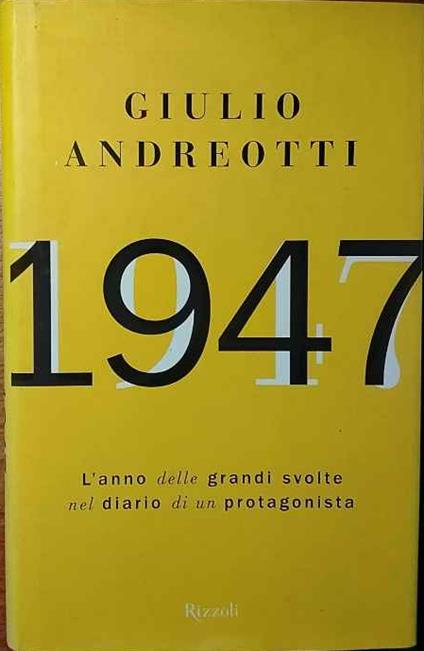 GIULIO
ANDREOTTI
1947
L'anno delle grandi svolte
nel diario di un protagonista
Rizzoli